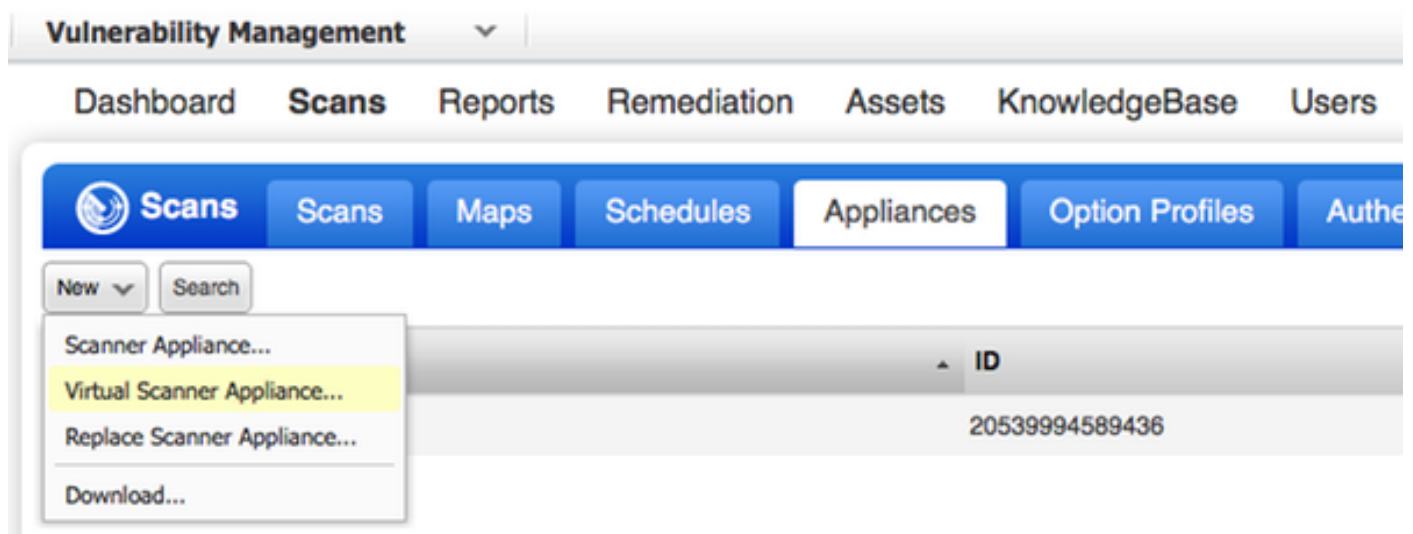 Vulnerability Management
Dashboard Scans Reports Remediation Assets KnowledgeBase Users
Scans Scans Maps Schedules Appliances Option Profiles Authe
New Search
Scanner Appliance...
ID
Virtual Scanner Appliance...
Replace Scanner Appliance...
20539994589436
Download...